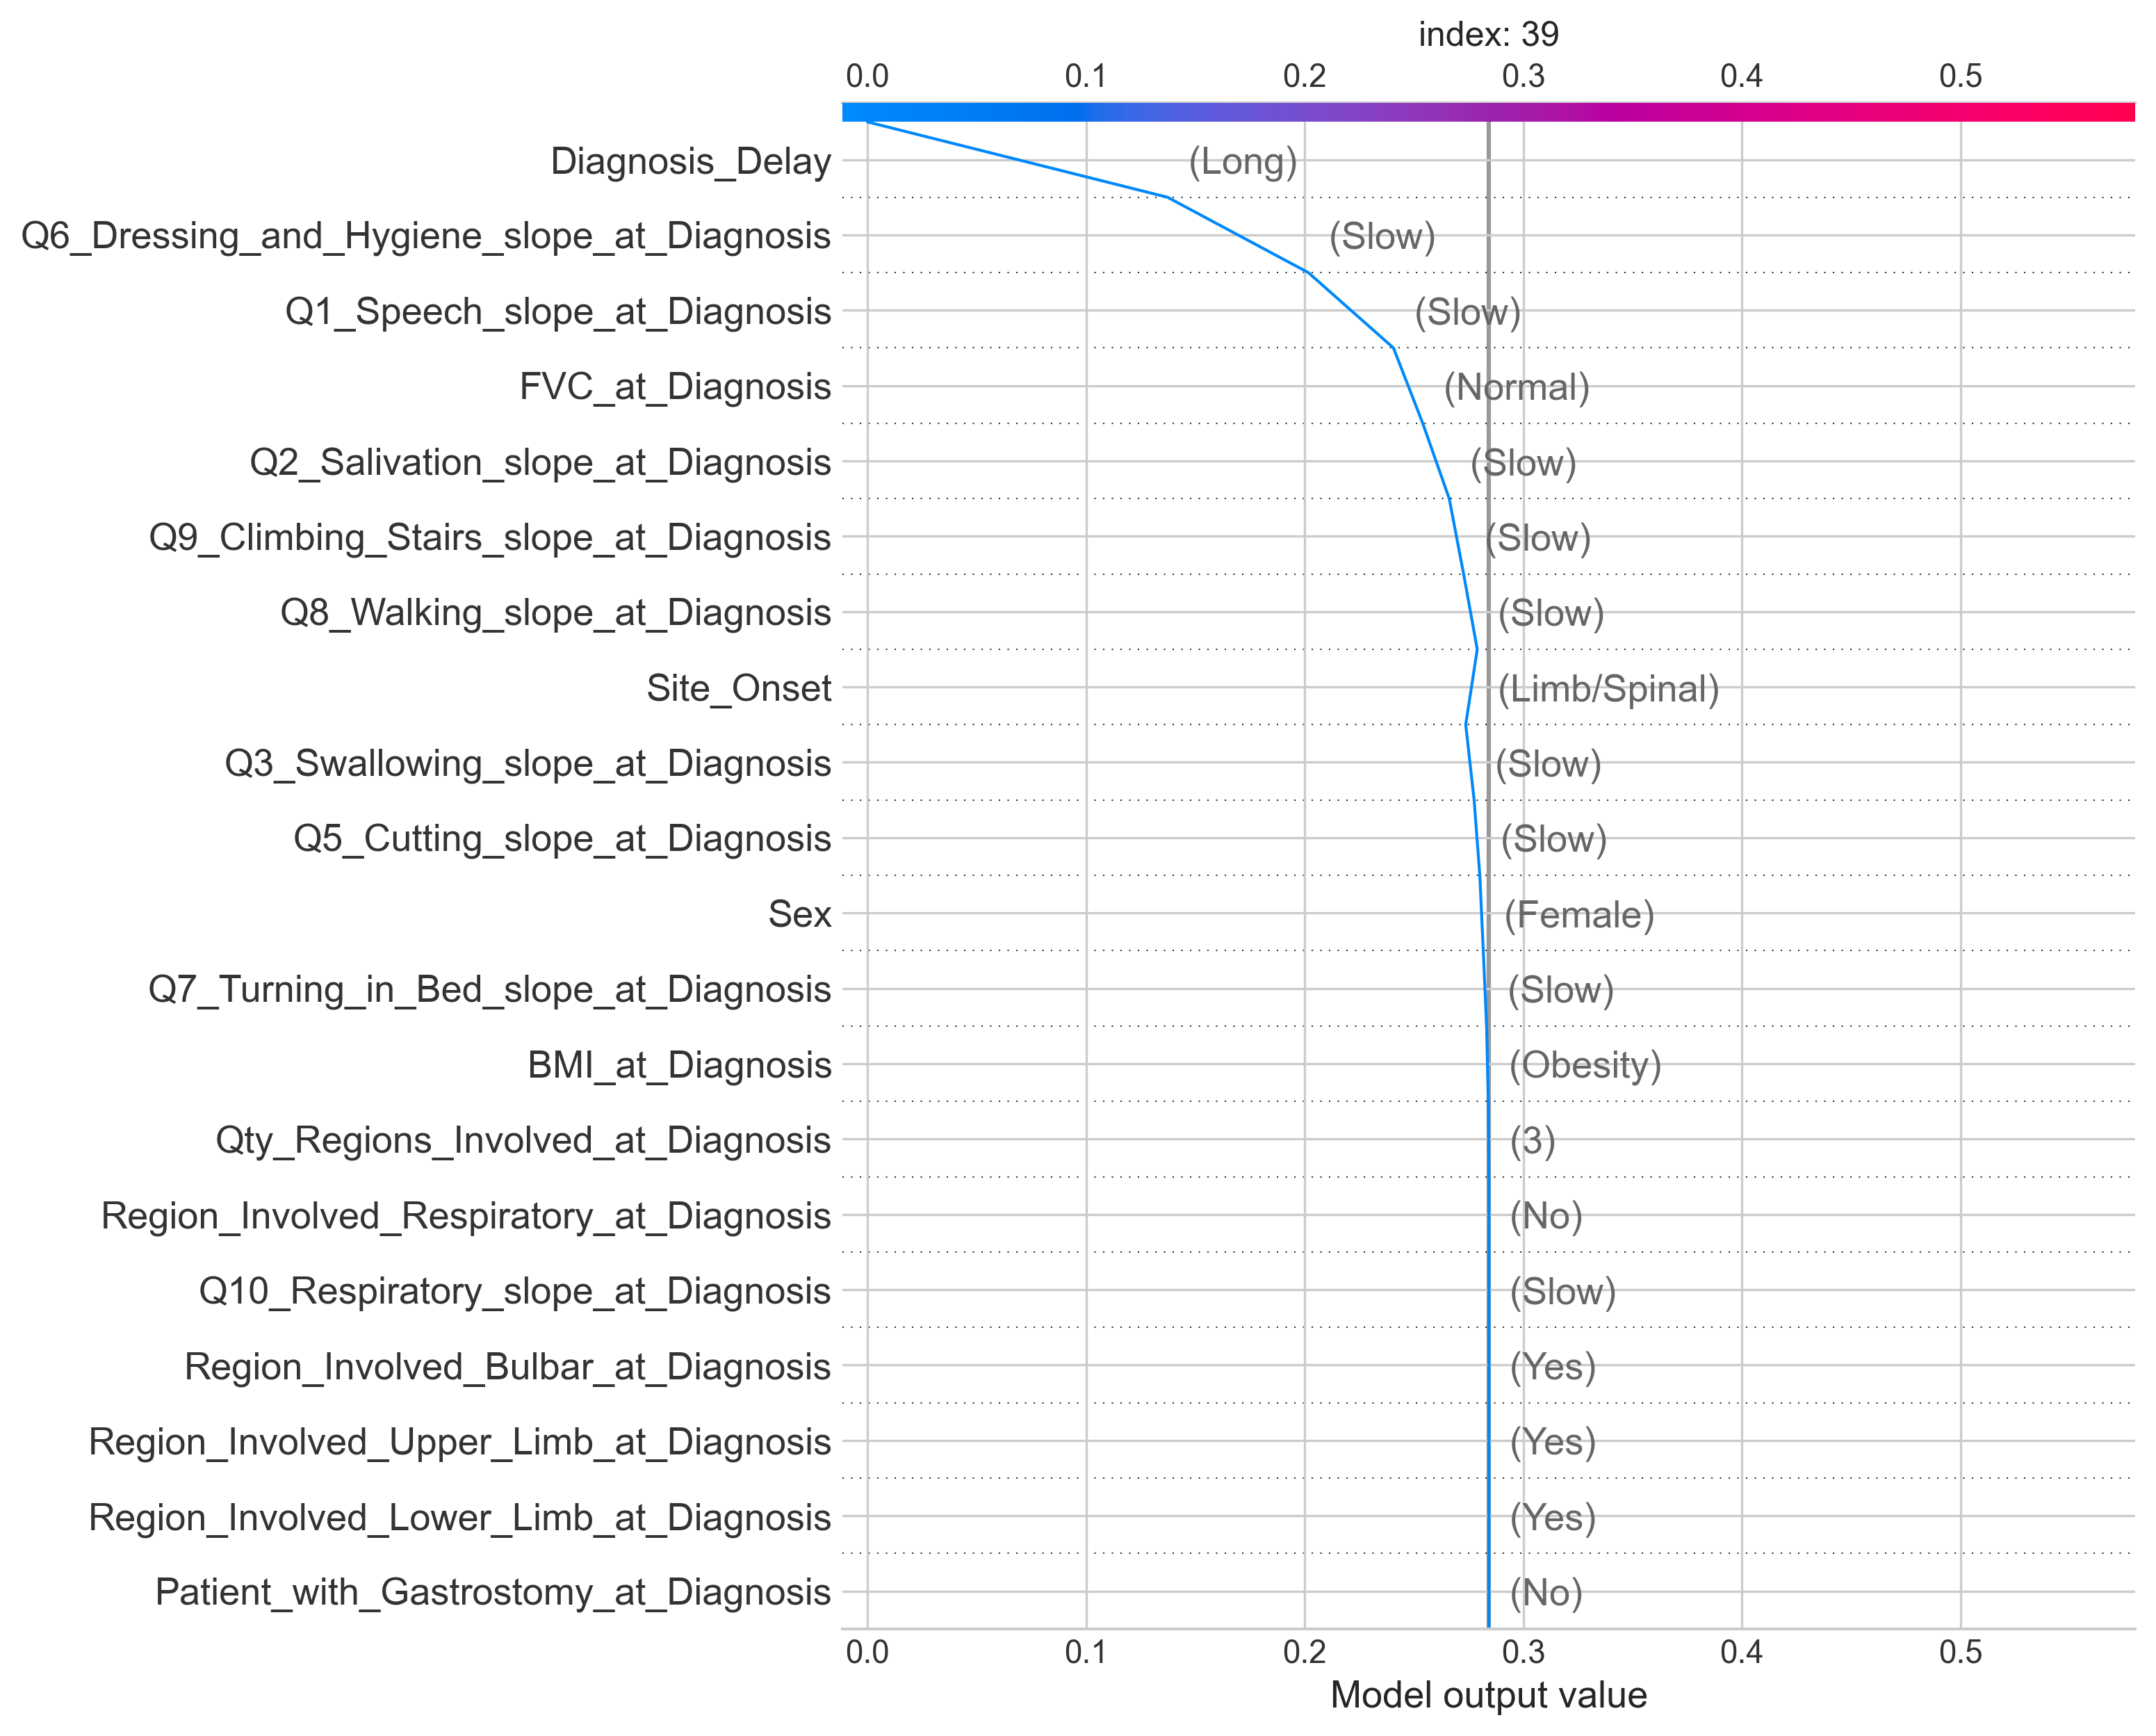 index: 39
0.0 0.1 0.2 0.3 0.4 0.5
Diagnosis_Delay (Long)
Q6_Dressing_and_Hygiene_slope_at_Diagnosis (Slow)
Q1_Speech_slope_at_Diagnosis (Slow)
FVC_at_Diagnosis (Normal)
Q2_Salivation_slope_at_Diagnosis (Slow)
Q9_Climbing_Stairs_slope_at_Diagnosis (Slow)
Q8_Walking_slope_at_Diagnosis (Slow)
Site_Onset (Limb/Spinal)
Q3_Swallowing_slope_at_Diagnosis (Slow)
Q5_Cutting_slope_at_Diagnosis (Slow)
Sex (Female)
Q7_Turning_in_Bed_slope_at_Diagnosis (Slow)
BMI_at_Diagnosis (Obesity)
Qty_Regions_Involved_at_Diagnosis (3)
Region_Involved_Respiratory_at_Diagnosis (No)
Q10_Respiratory_slope_at_Diagnosis (Slow)
Region_Involved_Bulbar_at_Diagnosis (Yes)
Region_Involved_Upper_Limb_at_Diagnosis (Yes)
Region_Involved_Lower_Limb_at_Diagnosis (Yes)
Patient_with_Gastrostomy_at_Diagnosis (No)
0.0 0.1 0.2 0.3 0.4 0.5
Model output value